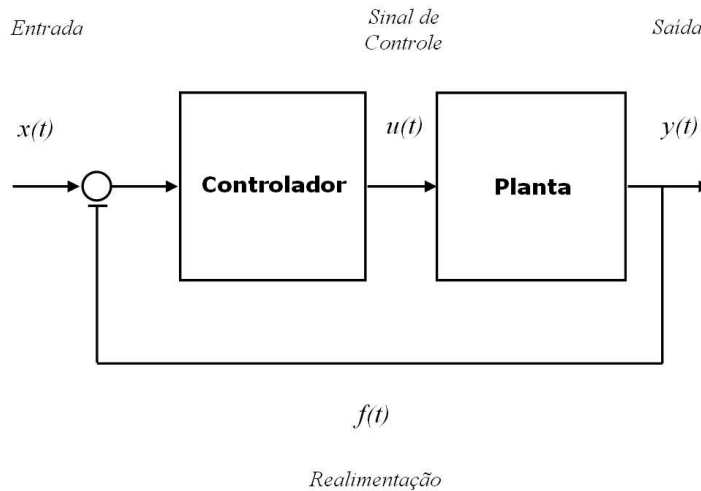 Entrada
Sinal de
Controle
Saída
x(t)
u(t)
y(t)
Controlador
Planta
f(t)
Realimentação